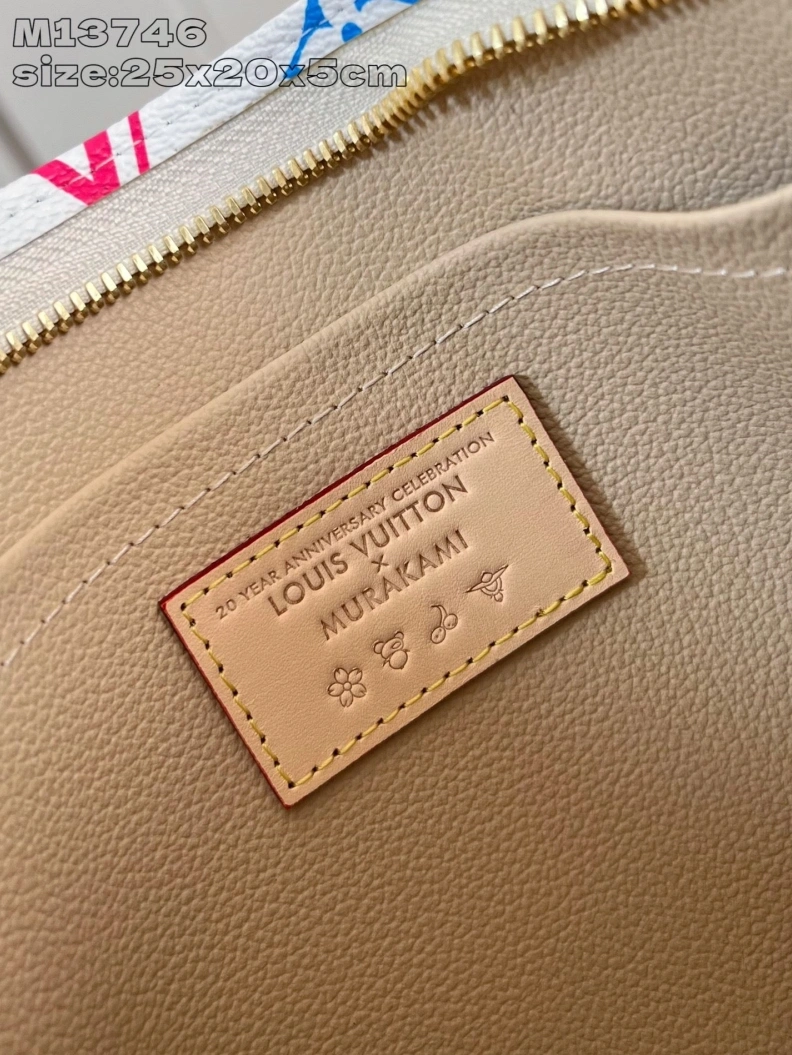 M13746
size:25x20x5cm
20 YEAR ANNIVERSARY CELEBRATION
LOUIS VUITTON
×
MURAKAMI